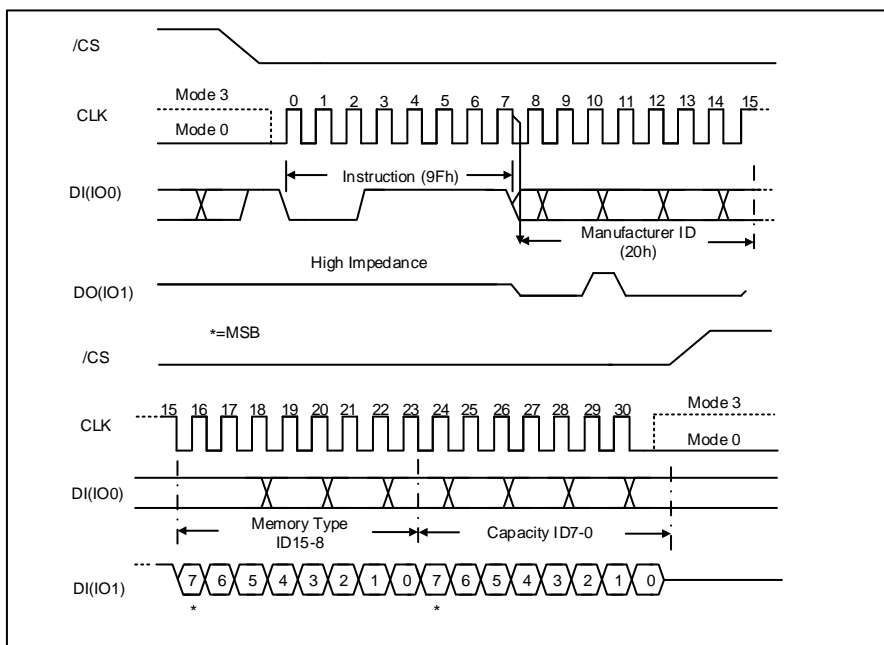 /CS
Mode 3
0 1 2 3 4 5 6 7 8 9 10 11 12 13 14 15
CLK
Mode 0
Instruction (9Fh)
DI(IO0)
Manufacturer ID
(20h)
High Impedance
DO(IO1)
*=MSB
/CS
15 16 17 18 19 20 21 22 23 24 25 26 27 28 29 30
Mode 3
CLK
Mode 0
DI(IO0)
Memory Type
ID15-8
Capacity ID7-0
DI(IO1)
7 6 5 4 3 2 1 0 7 6 5 4 3 2 1 0
* *